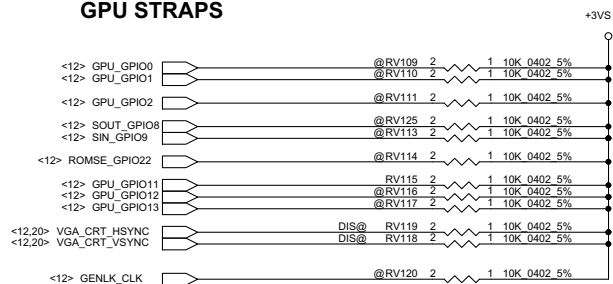 GPU STRAPS
+3VS
<12> GPU_GPIO0 @RV109 2 1 10K_0402_5%
<12> GPU_GPIO1 @RV110 2 1 10K_0402_5%
<12> GPU_GPIO2 @RV111 2 1 10K_0402_5%
<12> SOUT_GPIO8 @RV125 2 1 10K_0402_5%
<12> SIN_GPIO9 @RV113 2 1 10K_0402_5%
<12> ROMSE_GPIO22 @RV114 2 1 10K_0402_5%
<12> GPU_GPIO11 RV115 2 1 10K_0402_5%
<12> GPU_GPIO12 @RV116 2 1 10K_0402_5%
<12> GPU_GPIO13 @RV117 2 1 10K_0402_5%
<12,20> VGA_CRT_HSYNC DIS@ RV119 2 1 10K_0402_5%
<12,20> VGA_CRT_VSYNC DIS@ RV118 2 1 10K_0402_5%
<12> GENLK_CLK @RV120 2 1 10K_0402_5%